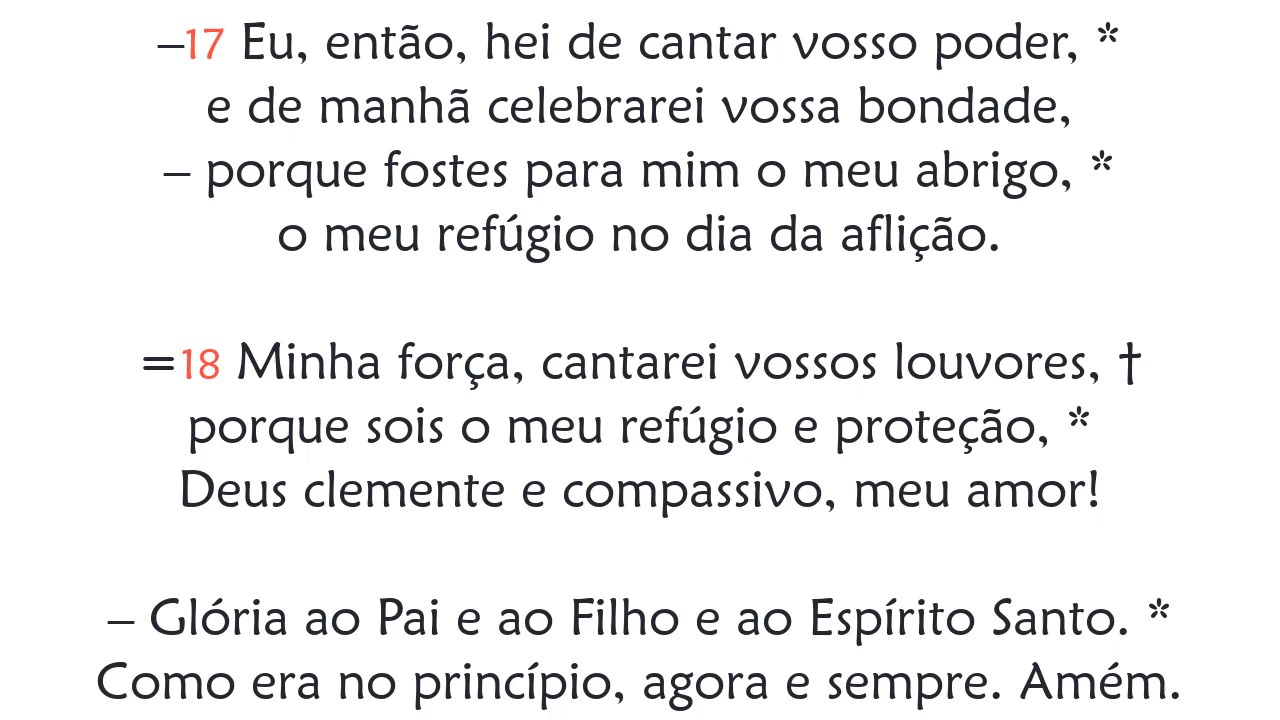 –17 Eu, então, hei de cantar vosso poder, *
e de manhã celebrarei vossa bondade,
– porque fostes para mim o meu abrigo, *
o meu refúgio no dia da aflição.
=18 Minha força, cantarei vossos louvores, †
porque sois o meu refúgio e proteção, *
Deus clemente e compassivo, meu amor!
– Glória ao Pai e ao Filho e ao Espírito Santo. *
Como era no princípio, agora e sempre. Amém.